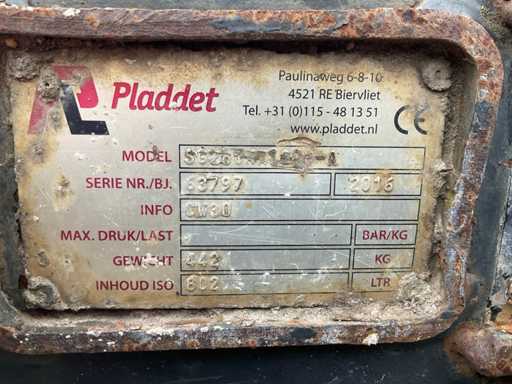 Pladdet
Paulinaweg 6-8-10
4521 RE Biervliet
Tel. +31 (0)115 - 48 13 51
www.pladdet.nl
CE
MODEL
SERIE NR./BJ. 63797 2016
INFO CW30
MAX. DRUK/LAST BAR/KG
GEWICHT 442 KG
INHOUD ISO 602 LTR